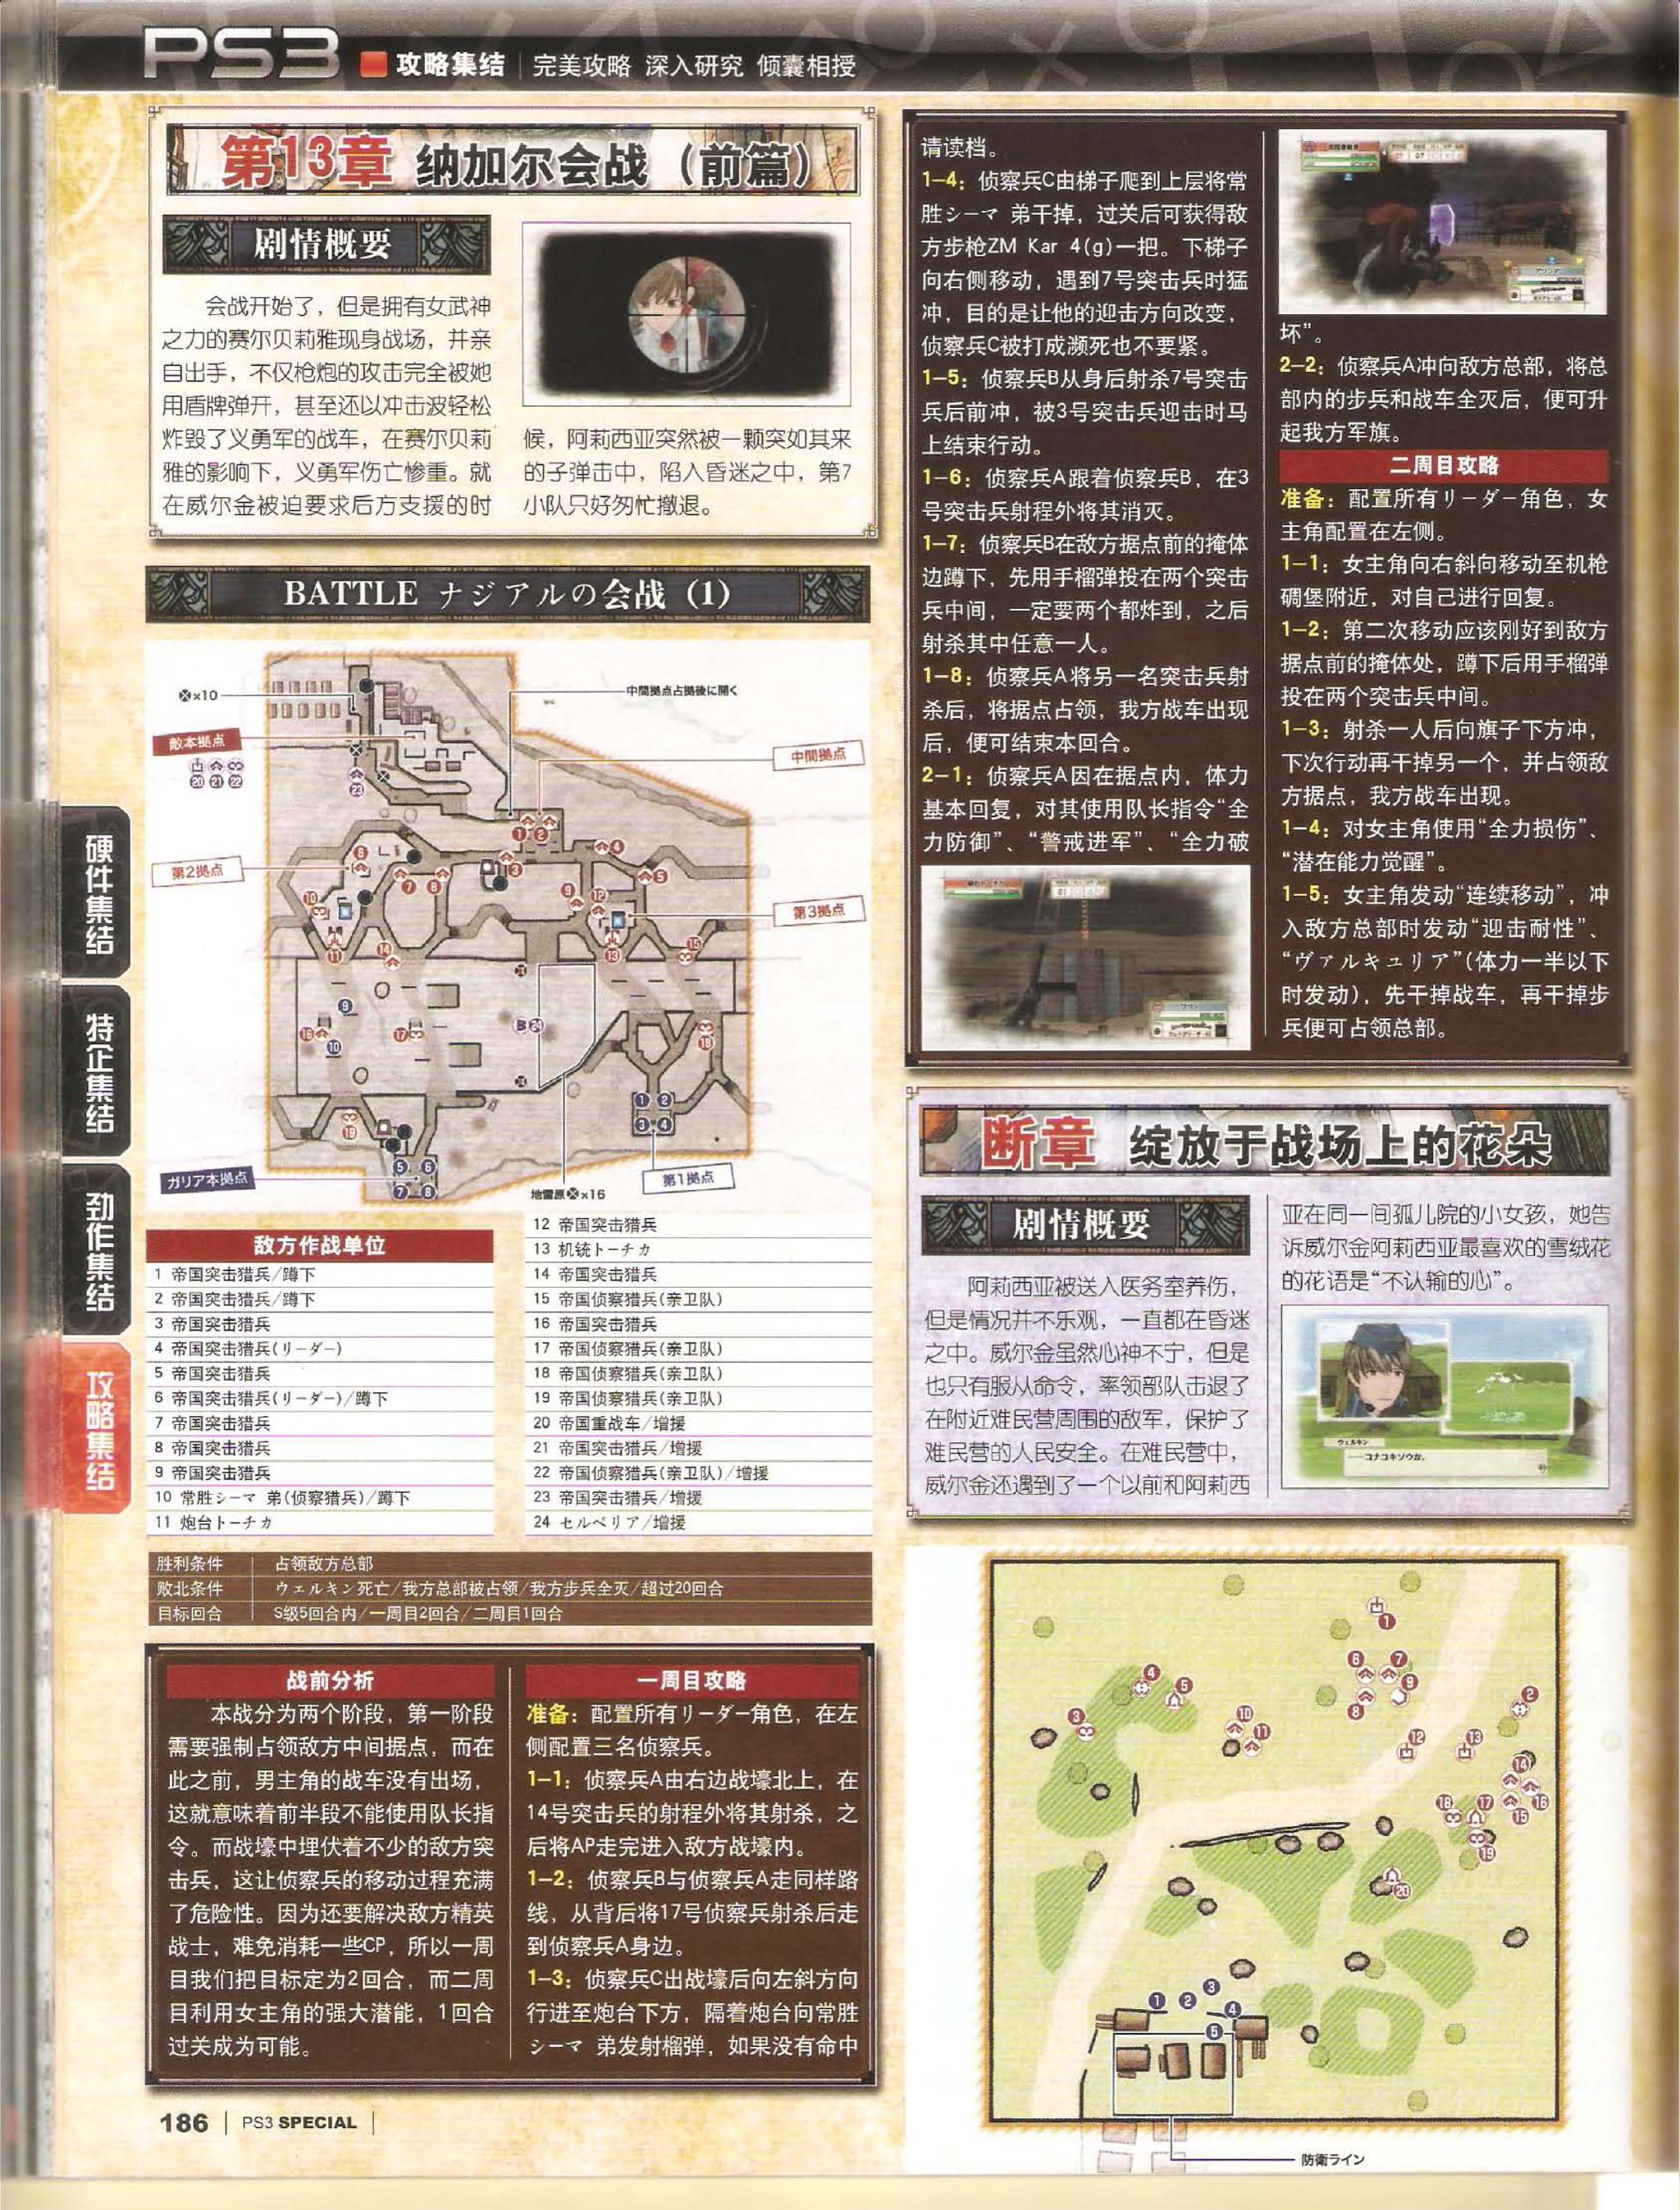 PS3 攻略集结 | 完美攻略 深入研究 倾囊相授
第13章 纳加尔会战（前篇）
剧情概要
会战开始了，但是拥有女武神
之力的赛尔贝莉雅现身战场，并亲
自出手，不仅枪炮的攻击完全被她
用盾牌弹开，甚至还以冲击波轻松
炸毁了义勇军的战车，在赛尔贝莉
雅的影响下，义勇军伤亡惨重。就
在威尔金被迫要求后方支援的时
候，阿莉西亚突然被一颗突如其来
的子弹击中，陷入昏迷之中，第7
小队只好匆忙撤退。
BATTLE ナジアルの会战（1）
×10
中間拠点占拠後に開く
敵本拠点
中間拠点
第2拠点
第3拠点
ガリア本拠点
地雷原×16
第1拠点
敌方作战单位
1 帝国突击猎兵/蹲下
2 帝国突击猎兵/蹲下
3 帝国突击猎兵
4 帝国突击猎兵(リーダー)
5 帝国突击猎兵
6 帝国突击猎兵(リーダー)/蹲下
7 帝国突击猎兵
8 帝国突击猎兵
9 帝国突击猎兵
10 常胜シーマ 弟(侦察猎兵)/蹲下
11 炮台トーチカ
12 帝国突击猎兵
13 机铳トーチカ
14 帝国突击猎兵
15 帝国侦察猎兵(亲卫队)
16 帝国突击猎兵
17 帝国侦察猎兵(亲卫队)
18 帝国侦察猎兵(亲卫队)
19 帝国侦察猎兵(亲卫队)
20 帝国重战车/增援
21 帝国突击猎兵/增援
22 帝国侦察猎兵(亲卫队)/增援
23 帝国突击猎兵/增援
24 セルベリア/增援
胜利条件 占领敌方总部
败北条件 ウェルキン死亡/我方总部被占领/我方步兵全灭/超过20回合
目标回合 S级5回合内/一周目2回合/二周目1回合
战前分析
本战分为两个阶段，第一阶段
需要强制占领敌方中间据点，而在
此之前，男主角的战车没有出场，
这就意味着前半段不能使用队长指
令。而战壕中埋伏着不少的敌方突
击兵，这让侦察兵的移动过程充满
了危险性。因为还要解决敌方精英
战士，难免消耗一些CP，所以一周
目我们把目标定为2回合，而二周
目利用女主角的强大潜能，1回合
过关成为可能。
一周目攻略
准备：配置所有リーダー角色，在左
侧配置三名侦察兵。
1-1：侦察兵A由右边战壕北上，在
14号突击兵的射程外将其射杀，之
后将AP走完进入敌方战壕内。
1-2：侦察兵B与侦察兵A走同样路
线，从背后将17号侦察兵射杀后走
到侦察兵A身边。
1-3：侦察兵C出战壕后向左斜方向
行进至炮台下方，隔着炮台向常胜
シーマ 弟发射榴弹，如果没有命中
请读档。
1-4：侦察兵C由梯子爬到上层将常
胜シーマ 弟干掉，过关后可获得敌
方步枪ZM Kar 4(g)一把。下梯子
向右侧移动，遇到7号突击兵时猛
冲，目的是让他的迎击方向改变，
侦察兵C被打成濒死也不要紧。
1-5：侦察兵B从身后射杀7号突击
兵后前冲，被3号突击兵迎击时马
上结束行动。
1-6：侦察兵A跟着侦察兵B，在3
号突击兵射程外将其消灭。
1-7：侦察兵B在敌方据点前的掩体
边蹲下，先用手榴弹投在两个突击
兵中间，一定要两个都炸到，之后
射杀其中任意一人。
1-8：侦察兵A将另一名突击兵射
杀后，将据点占领，我方战车出现
后，便可结束本回合。
2-1：侦察兵A因在据点内，体力
基本回复，对其使用队长指令“全
力防御”、“警戒进军”、“全力破
坏”。
2-2：侦察兵A冲向敌方总部，将总
部内的步兵和战车全灭后，便可升
起我方军旗。
二周目攻略
准备：配置所有リーダー角色，女
主角配置在左侧。
1-1：女主角向右斜向移动至机枪
碉堡附近，对自己进行回复。
1-2：第二次移动应该刚好到敌方
据点前的掩体处，蹲下后用手榴弹
投在两个突击兵中间。
1-3：射杀一人后向旗子下方冲，
下次行动再干掉另一个，并占领敌
方据点，我方战车出现。
1-4：对女主角使用“全力损伤”、
“潜在能力觉醒”。
1-5：女主角发动“连续移动”，冲
入敌方总部时发动“迎击耐性”、
“ヴァルキュリア”(体力一半以下
时发动)，先干掉战车，再干掉步
兵便可占领总部。
断章 绽放于战场上的花朵
剧情概要
阿莉西亚被送入医务室养伤，
但是情况并不乐观，一直都在昏迷
之中。威尔金虽然心神不宁，但是
也只有服从命令，率领部队击退了
在附近难民营周围的敌军，保护了
难民营的人民安全。在难民营中，
威尔金还遇到了一个以前和阿莉西
亚在同一间孤儿院的小女孩，她告
诉威尔金阿莉西亚最喜欢的雪绒花
的花语是“不认输的心”。
ウェルキン
——コナユキソウか。
防衛ライン
硬件集结
特企集结
劲作集结
攻略集结
186 | PS3 SPECIAL |